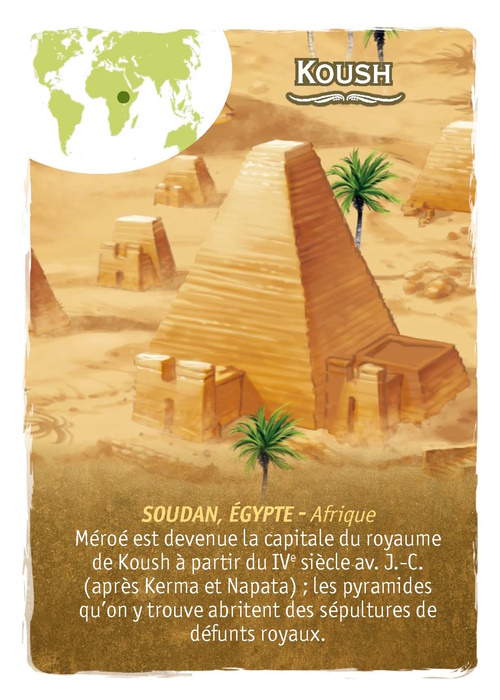 KOUSH
SOUDAN, ÉGYPTE - Afrique
Méroé est devenue la capitale du royaume
de Koush à partir du IVe siècle av. J.-C.
(après Kerma et Napata) ; les pyramides
qu'on y trouve abritent des sépultures de
défunts royaux.